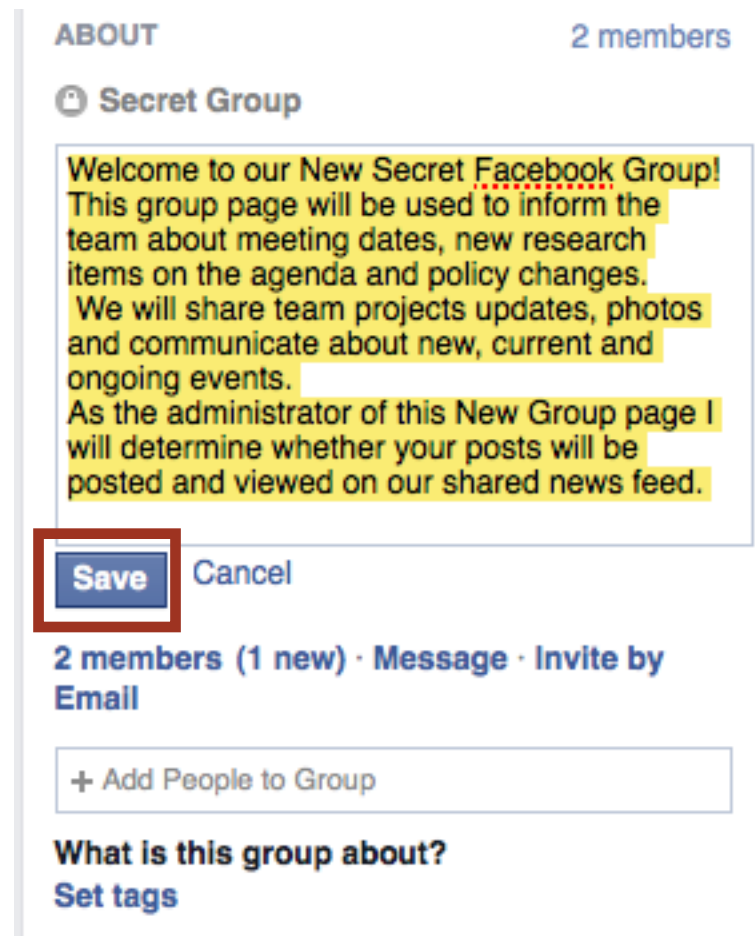 ABOUT 2 members
Secret Group
Welcome to our New Secret Facebook Group!
This group page will be used to inform the
team about meeting dates, new research
items on the agenda and policy changes.
We will share team projects updates, photos
and communicate about new, current and
ongoing events.
As the administrator of this New Group page I
will determine whether your posts will be
posted and viewed on our shared news feed.
Save Cancel
2 members (1 new) · Message · Invite by
Email
+ Add People to Group
What is this group about?
Set tags